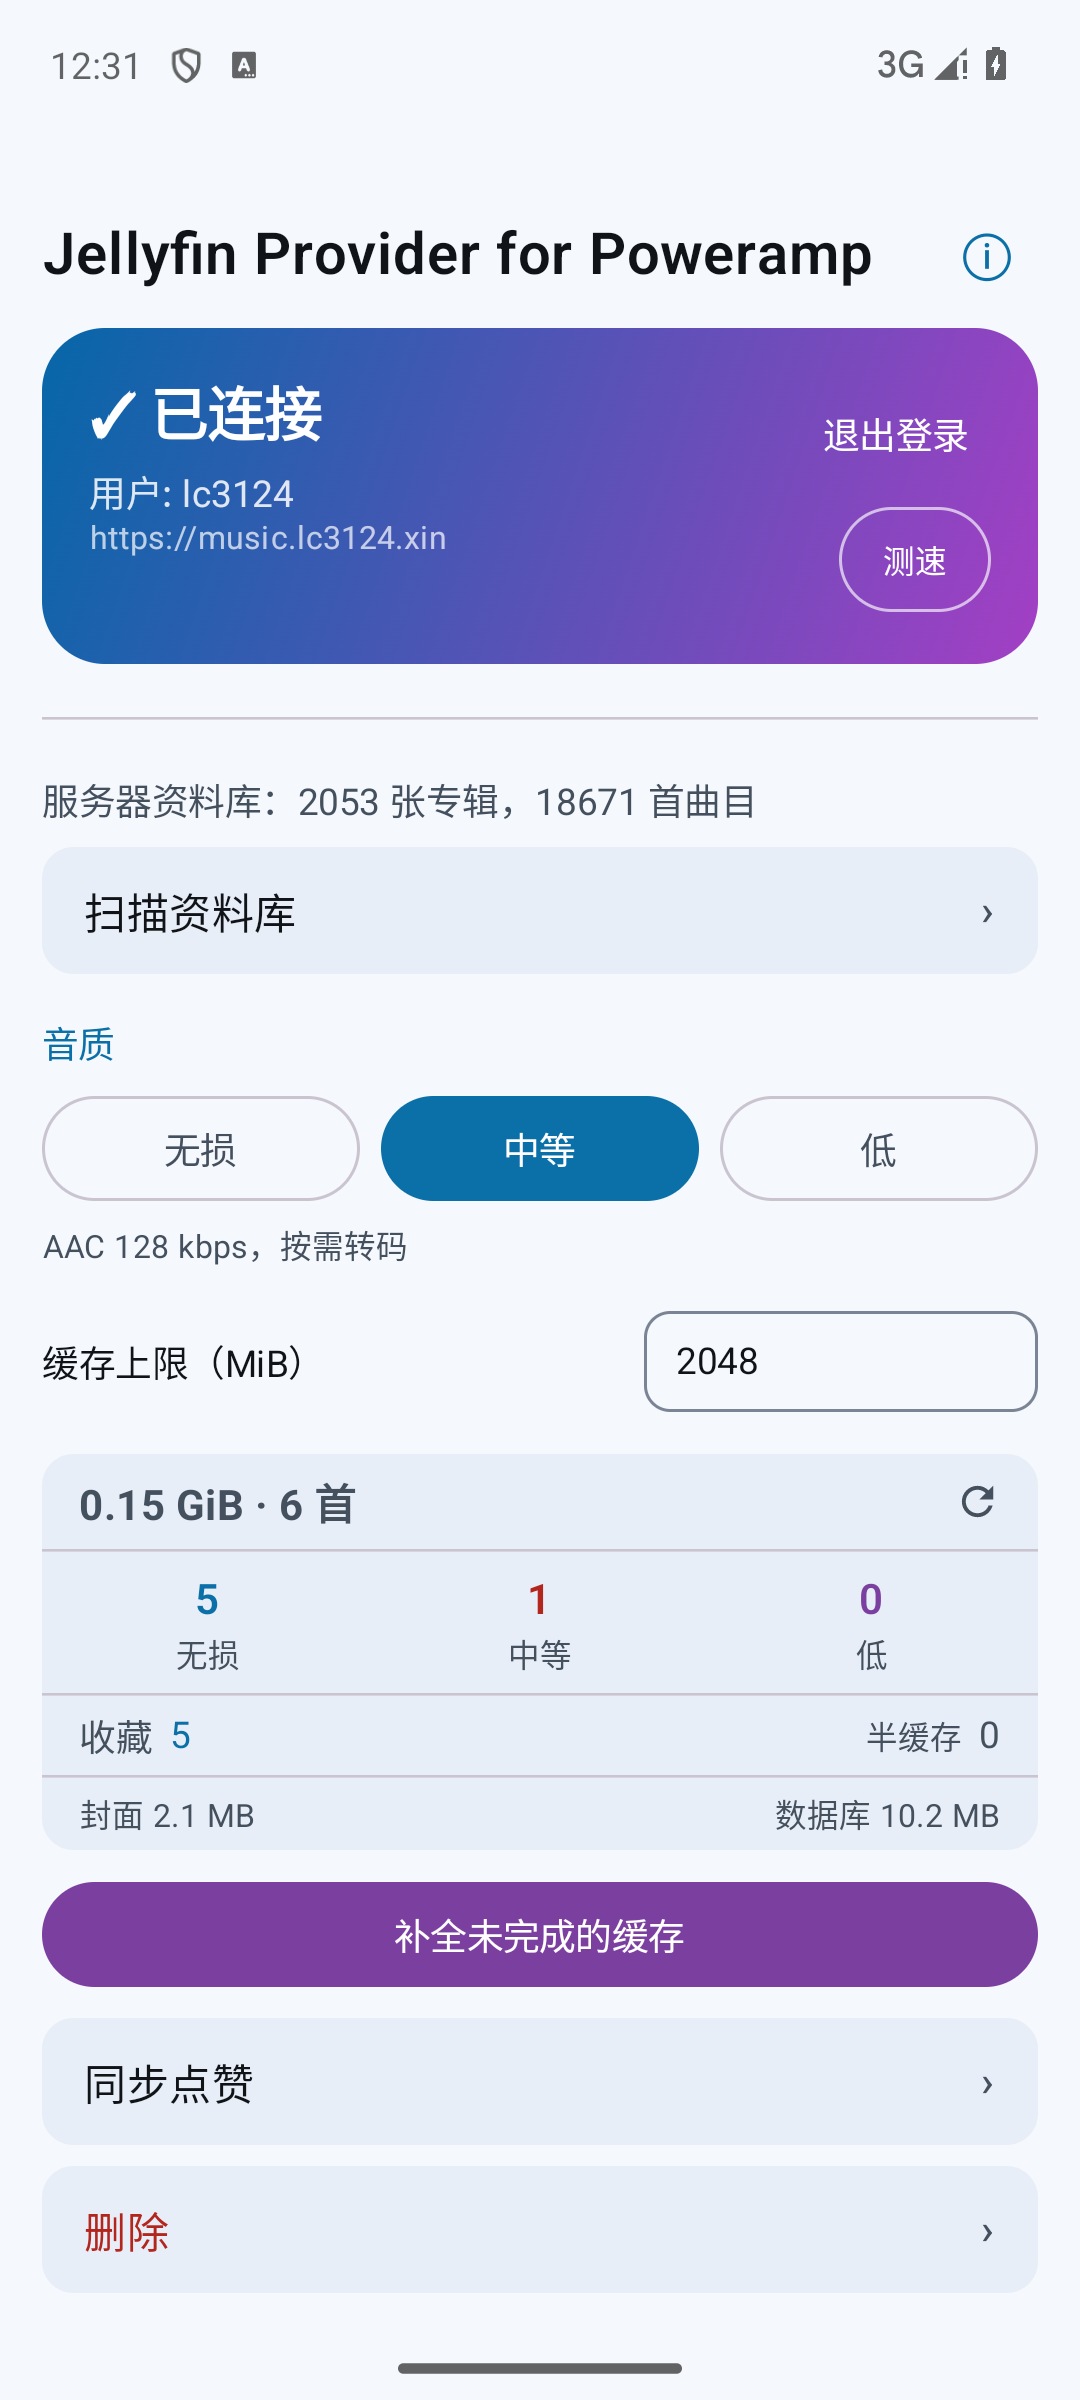 12:31
3G
Jellyfin Provider for Poweramp
✓ 已连接
退出登录
用户: lc3124
https://music.lc3124.xin
测速
服务器资料库：2053 张专辑，18671 首曲目
扫描资料库 ›
音质
无损 中等 低
AAC 128 kbps，按需转码
缓存上限（MiB） 2048
0.15 GiB · 6 首
5 1 0
无损 中等 低
收藏 5 半缓存 0
封面 2.1 MB 数据库 10.2 MB
补全未完成的缓存
同步点赞 ›
删除 ›